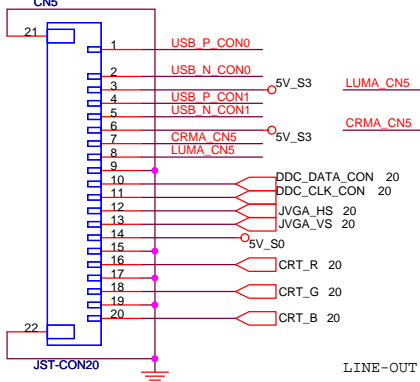 CN5
21
1 USB_P_CON0
2 USB_N_CON0
3 5V_S3 LUMA_CN5
4 USB_P_CON1
5 USB_N_CON1
6 5V_S3 CRMA_CN5
7 CRMA_CN5
8 LUMA_CN5
9
10 DDC_DATA_CON 20
11 DDC_CLK_CON 20
12 JVGA_HS 20
13 JVGA_VS 20
14 5V_S0
15
16 CRT_R 20
17
18 CRT_G 20
19
20 CRT_B 20
22
JST-CON20
LINE-OUT